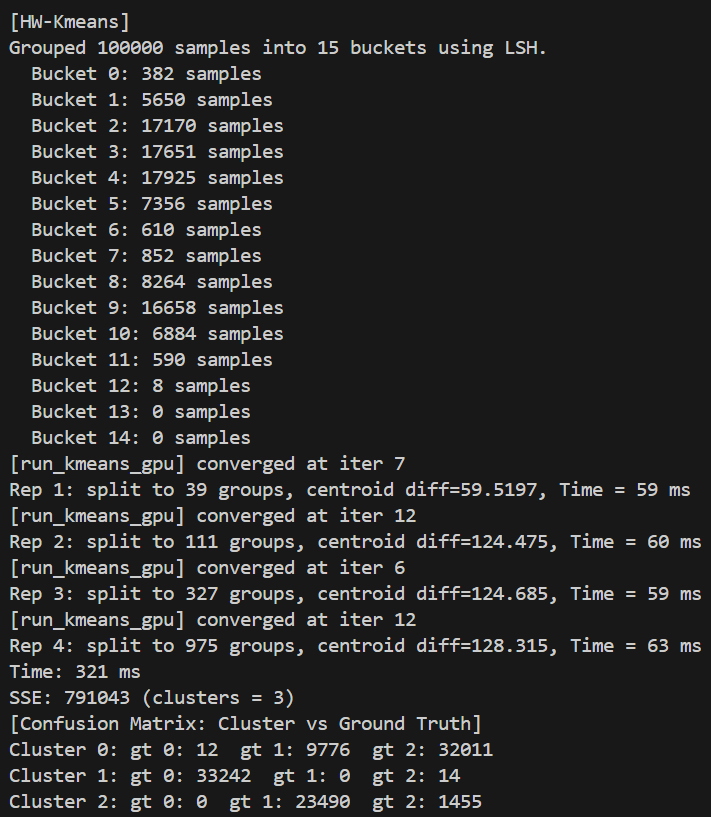 [HW-Kmeans]
Grouped 100000 samples into 15 buckets using LSH.
  Bucket 0: 382 samples
  Bucket 1: 5650 samples
  Bucket 2: 17170 samples
  Bucket 3: 17651 samples
  Bucket 4: 17925 samples
  Bucket 5: 7356 samples
  Bucket 6: 610 samples
  Bucket 7: 852 samples
  Bucket 8: 8264 samples
  Bucket 9: 16658 samples
  Bucket 10: 6884 samples
  Bucket 11: 590 samples
  Bucket 12: 8 samples
  Bucket 13: 0 samples
  Bucket 14: 0 samples
[run_kmeans_gpu] converged at iter 7
Rep 1: split to 39 groups, centroid diff=59.5197, Time = 59 ms
[run_kmeans_gpu] converged at iter 12
Rep 2: split to 111 groups, centroid diff=124.475, Time = 60 ms
[run_kmeans_gpu] converged at iter 6
Rep 3: split to 327 groups, centroid diff=124.685, Time = 59 ms
[run_kmeans_gpu] converged at iter 12
Rep 4: split to 975 groups, centroid diff=128.315, Time = 63 ms
Time: 321 ms
SSE: 791043 (clusters = 3)
[Confusion Matrix: Cluster vs Ground Truth]
Cluster 0: gt 0: 12  gt 1: 9776  gt 2: 32011
Cluster 1: gt 0: 33242  gt 1: 0  gt 2: 14
Cluster 2: gt 0: 0  gt 1: 23490  gt 2: 1455